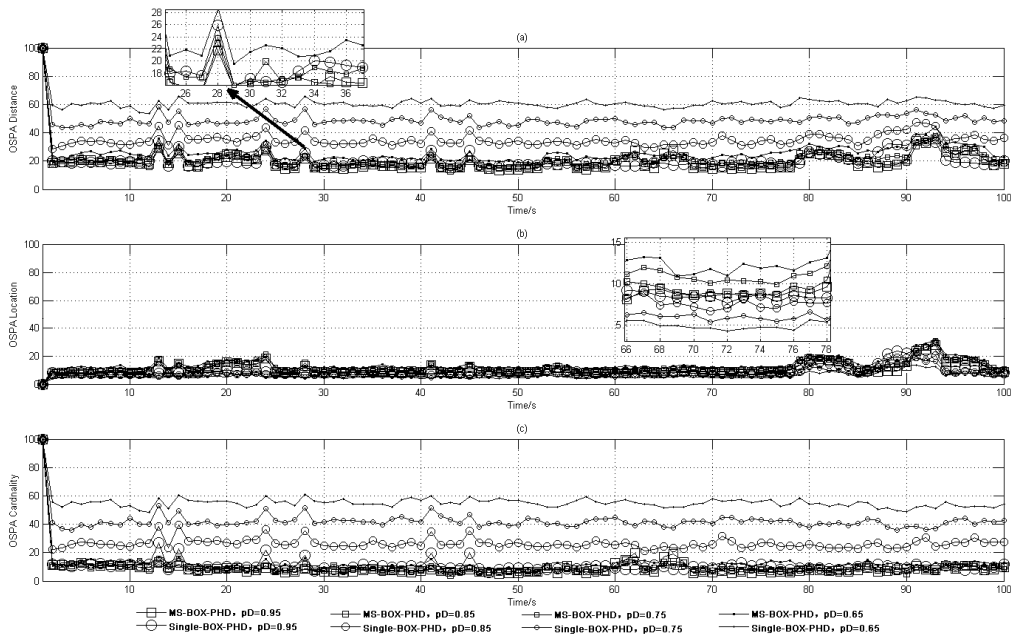 (a)
28
26
24
22
20
18
26 28 30 32 34 36
100
80
60
40
20
0
OSPA Distance
10 20 30 40 50 60 70 80 90 100
Time/s
(b)
15
10
5
66 68 70 72 74 76 78
100
80
60
40
20
0
OSPA Location
10 20 30 40 50 60 70 80 90 100
Time/s
(c)
100
80
60
40
20
0
OSPA Cardnality
10 20 30 40 50 60 70 80 90 100
Time/s
MS-BOX-PHD, pD=0.95 MS-BOX-PHD, pD=0.85 MS-BOX-PHD, pD=0.75 MS-BOX-PHD, pD=0.65
Single-BOX-PHD, pD=0.95 Single-BOX-PHD, pD=0.85 Single-BOX-PHD, pD=0.75 Single-BOX-PHD, pD=0.65